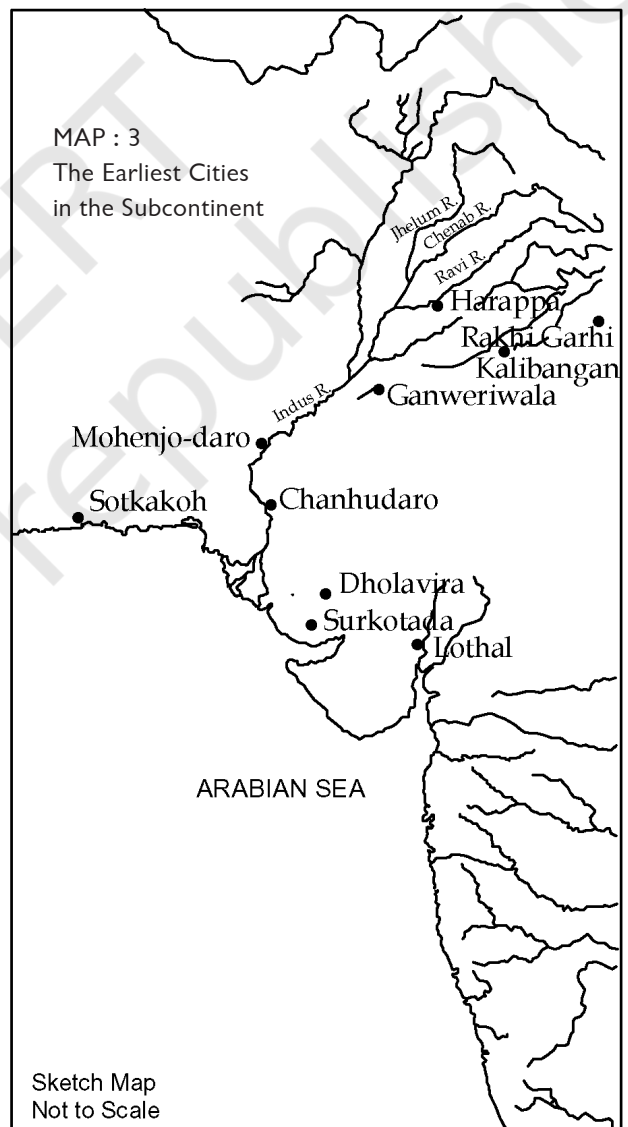 MAP : 3
The Earliest Cities
in the Subcontinent
Jhelum R.
Chenab R.
Ravi R.
Harappa
Rakhi Garhi
Kalibangan
Ganweriwala
Indus R.
Mohenjo-daro
Sotkakoh
Chanhudaro
Dholavira
Surkotada
Lothal
ARABIAN SEA
Sketch Map
Not to Scale